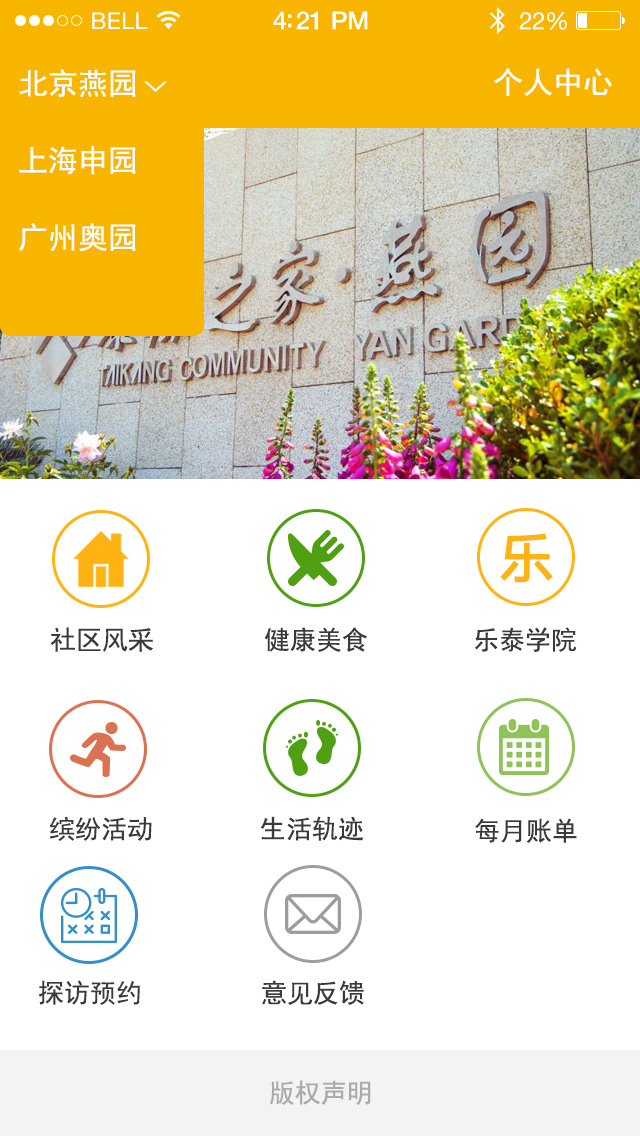 BELL 4:21 PM 22%
北京燕园 个人中心
上海申园
广州奥园
之家·燕园
TAIKANG COMMUNITY YAN GARD
社区风采 健康美食 乐泰学院
乐
缤纷活动 生活轨迹 每月账单
探访预约 意见反馈
版权声明